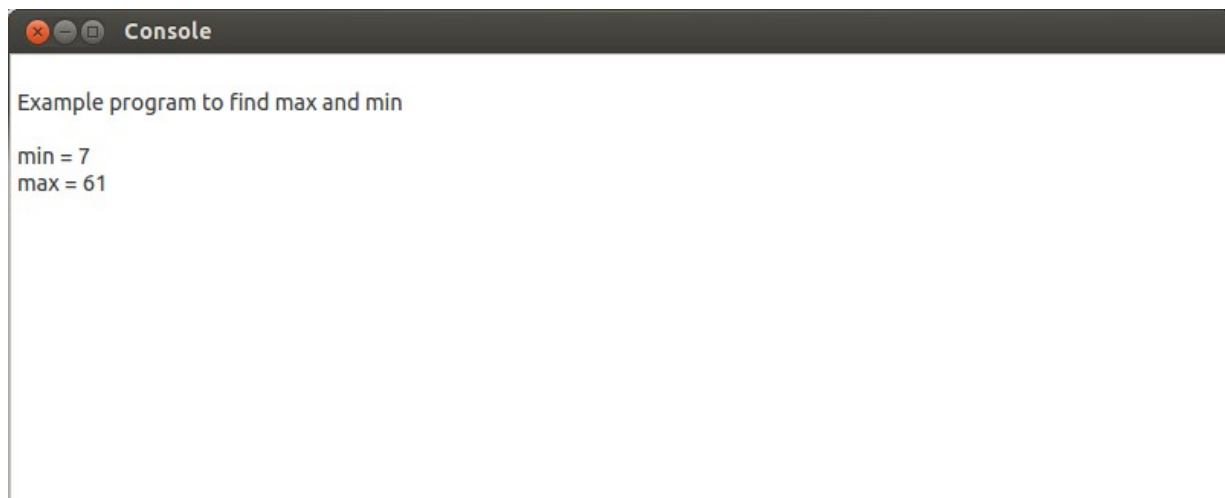 Console
Example program to find max and min
min = 7
max = 61